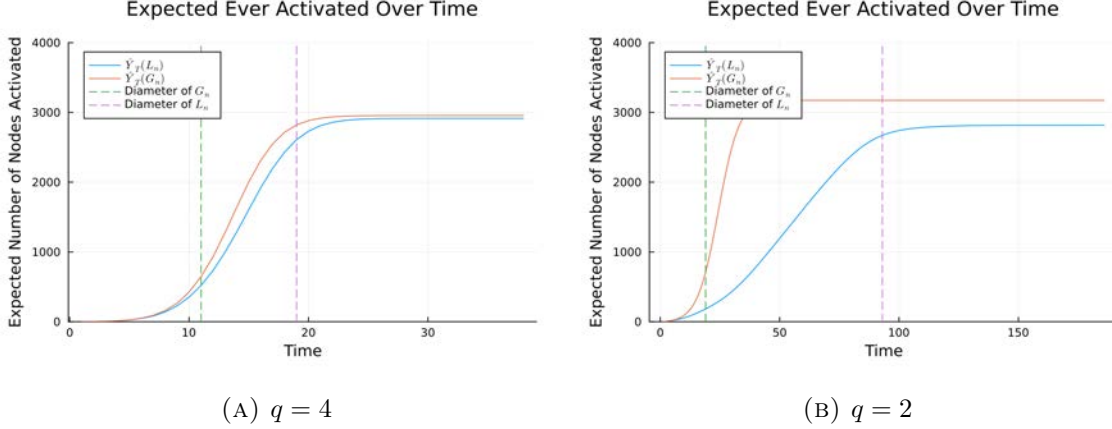 Expected Ever Activated Over Time
Expected Number of Nodes Activated
4000
3000
2000
1000
0
Ŷ_𝒯(L_n)
Ŷ_𝒯(G_n)
Diameter of G_n
Diameter of L_n
0 10 20 30
Time
(A) q = 4
Expected Ever Activated Over Time
Expected Number of Nodes Activated
4000
3000
2000
1000
0
Ŷ_𝒯(L_n)
Ŷ_𝒯(G_n)
Diameter of G_n
Diameter of L_n
0 50 100 150
Time
(B) q = 2